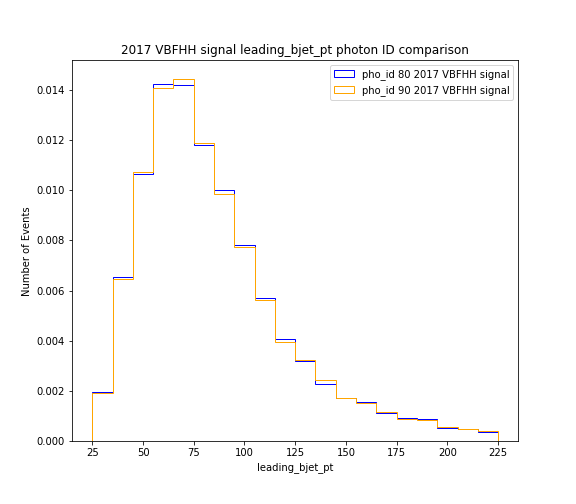 2017 VBFHH signal leading_bjet_pt photon ID comparison
pho_id 80 2017 VBFHH signal
pho_id 90 2017 VBFHH signal
Number of Events
0.014
0.012
0.010
0.008
0.006
0.004
0.002
0.000
25 50 75 100 125 150 175 200 225
leading_bjet_pt